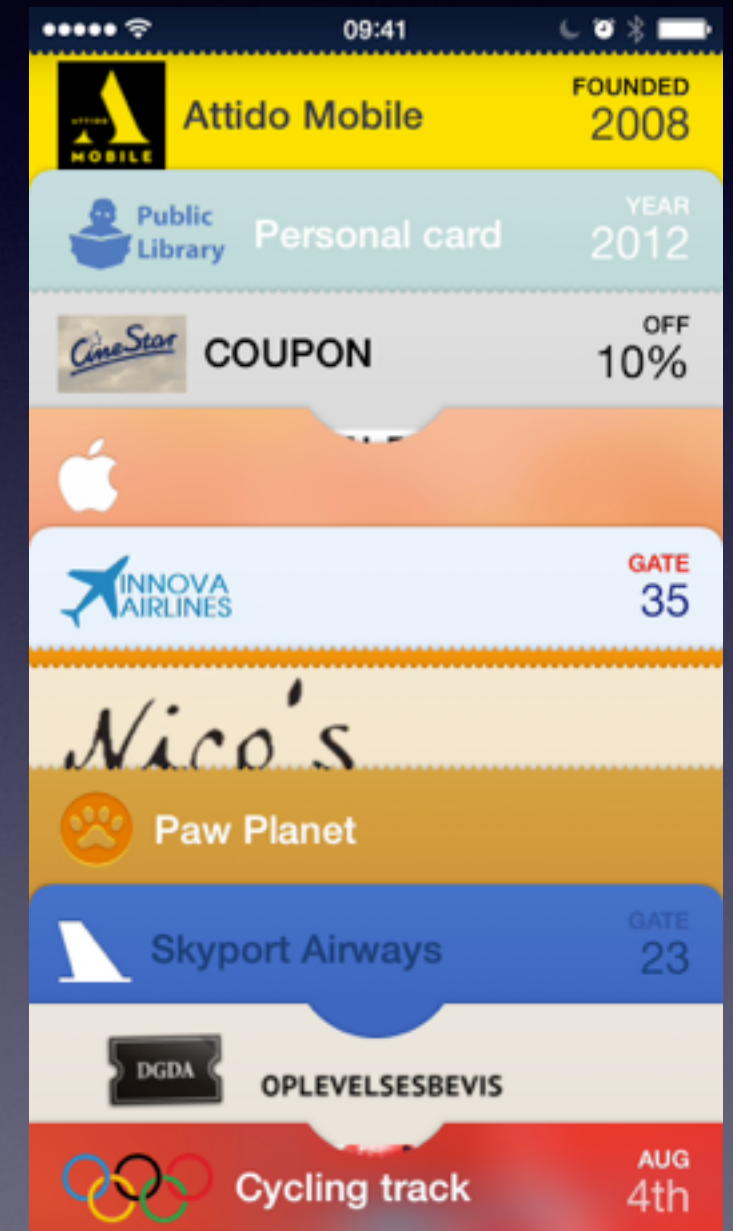 09:41
ATTIDO
MOBILE
Attido Mobile
FOUNDED
2008
Public
Library
Personal card
YEAR
2012
CineStar
COUPON
OFF
10%
INNOVA
AIRLINES
GATE
35
Nico's
Paw Planet
Skyport Airways
GATE
23
DGDA
OPLEVELSESBEVIS
Cycling track
AUG
4th